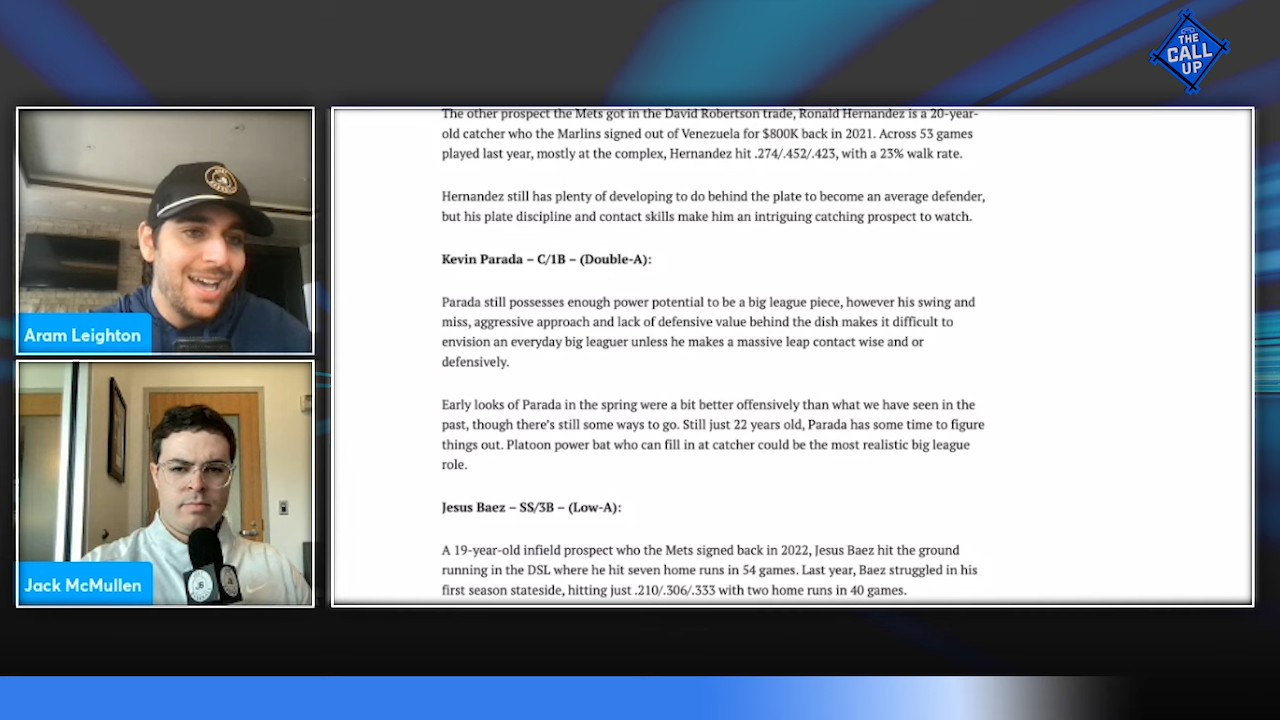 THE
CALL
UP
The other prospect the Mets got in the David Robertson trade, Ronald Hernandez is a 20-year-
old catcher who the Marlins signed out of Venezuela for $800K back in 2021. Across 53 games
played last year, mostly at the complex, Hernandez hit .274/.452/.423, with a 23% walk rate.
Hernandez still has plenty of developing to do behind the plate to become an average defender,
but his plate discipline and contact skills make him an intriguing catching prospect to watch.
Kevin Parada – C/1B – (Double-A):
Parada still possesses enough power potential to be a big league piece, however his swing and
miss, aggressive approach and lack of defensive value behind the dish makes it difficult to
envision an everyday big leaguer unless he makes a massive leap contact wise and or
defensively.
Early looks of Parada in the spring were a bit better offensively than what we have seen in the
past, though there's still some ways to go. Still just 22 years old, Parada has some time to figure
things out. Platoon power bat who can fill in at catcher could be the most realistic big league
role.
Jesus Baez – SS/3B – (Low-A):
A 19-year-old infield prospect who the Mets signed back in 2022, Jesus Baez hit the ground
running in the DSL where he hit seven home runs in 54 games. Last year, Baez struggled in his
first season stateside, hitting just .210/.306/.333 with two home runs in 40 games.
Aram Leighton
Jack McMullen